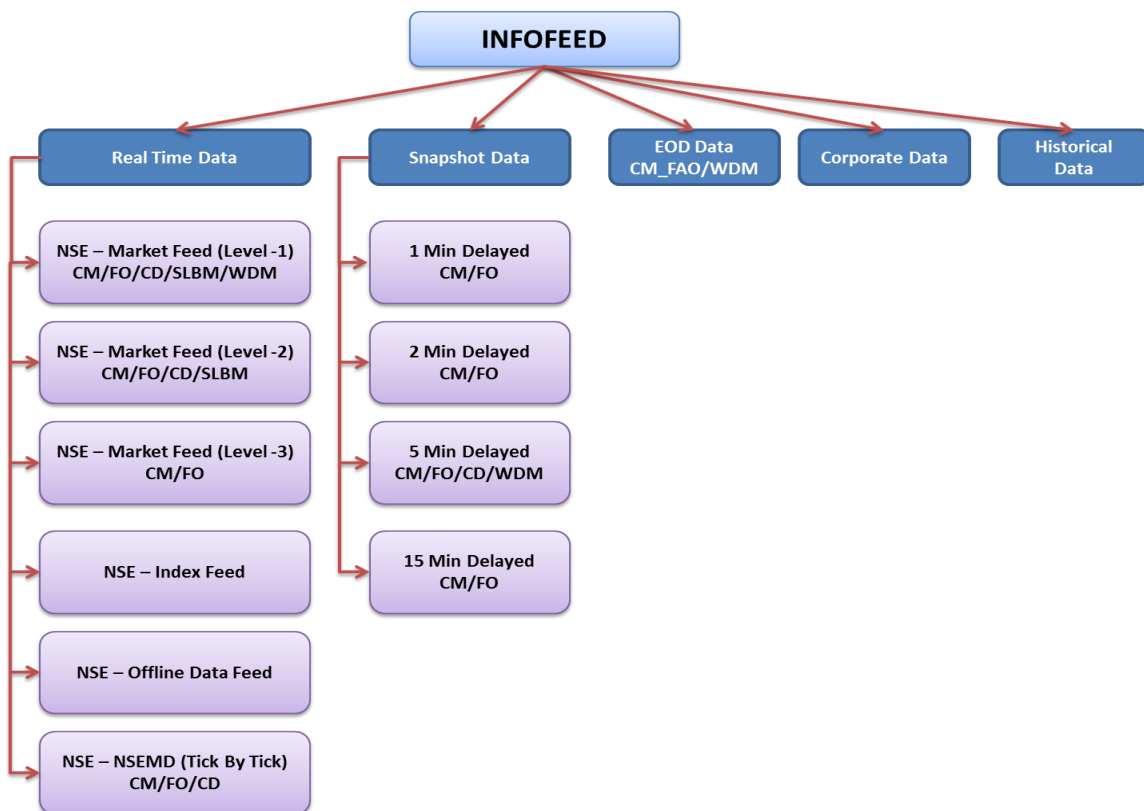 INFOFEED
Real Time Data
Snapshot Data
EOD Data
CM_FAO/WDM
Corporate Data
Historical
Data
NSE – Market Feed (Level -1)
CM/FO/CD/SLBM/WDM
NSE – Market Feed (Level -2)
CM/FO/CD/SLBM
NSE – Market Feed (Level -3)
CM/FO
NSE – Index Feed
NSE – Offline Data Feed
NSE – NSEMD (Tick By Tick)
CM/FO/CD
1 Min Delayed
CM/FO
2 Min Delayed
CM/FO
5 Min Delayed
CM/FO/CD/WDM
15 Min Delayed
CM/FO